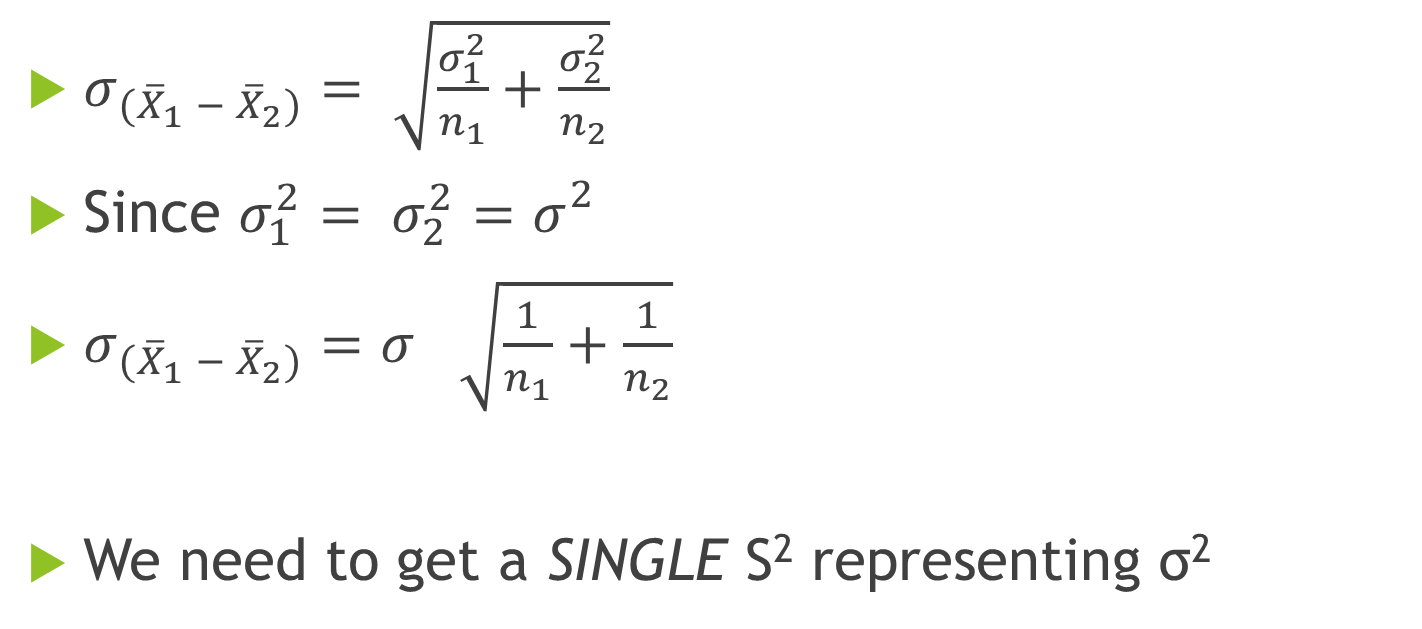 ▶ σ(X̄₁ − X̄₂) = √(σ₁²/n₁ + σ₂²/n₂)
▶ Since σ₁² = σ₂² = σ²
▶ σ(X̄₁ − X̄₂) = σ √(1/n₁ + 1/n₂)
▶ We need to get a SINGLE S² representing σ²